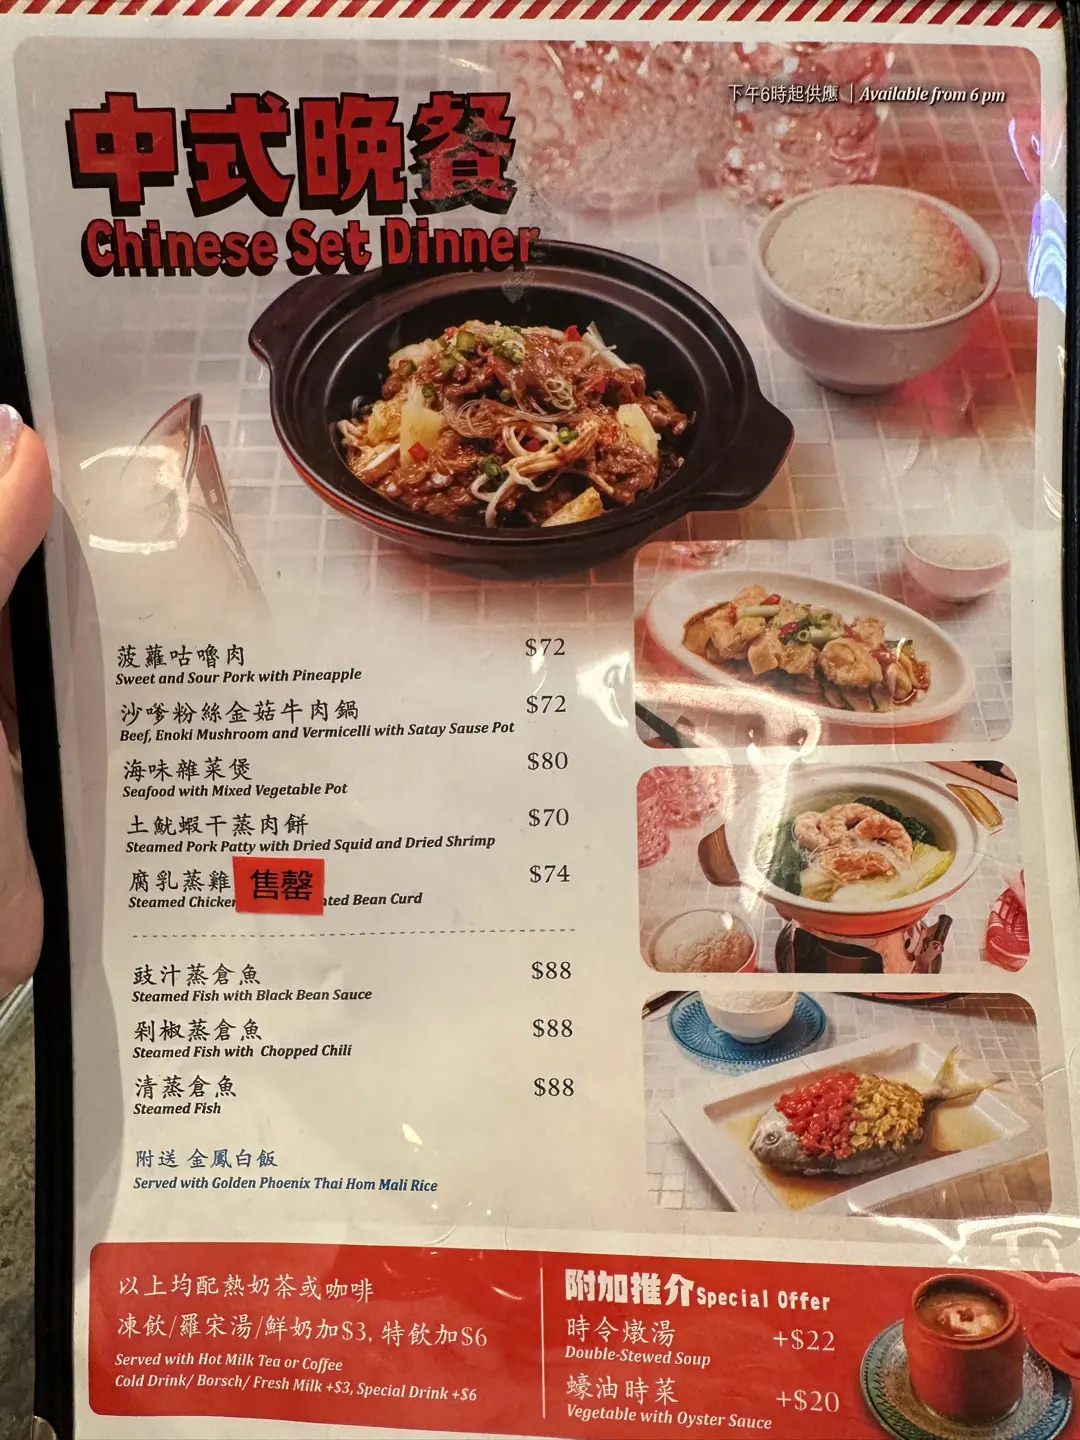 下午6時起供應 | Available from 6 pm
中式晚餐
Chinese Set Dinner
菠蘿咕嚕肉 $72
Sweet and Sour Pork with Pineapple
沙嗲粉絲金菇牛肉鍋 $72
Beef, Enoki Mushroom and Vermicelli with Satay Sause Pot
海味雜菜煲 $80
Seafood with Mixed Vegetable Pot
土魷蝦干蒸肉餅 $70
Steamed Pork Patty with Dried Squid and Dried Shrimp
腐乳蒸雞 售罄 $74
Steamed Chicken Bean Curd
豉汁蒸倉魚 $88
Steamed Fish with Black Bean Sauce
剁椒蒸倉魚 $88
Steamed Fish with Chopped Chili
清蒸倉魚 $88
Steamed Fish
附送 金鳳白飯
Served with Golden Phoenix Thai Hom Mali Rice
以上均配熱奶茶或咖啡
凍飲/羅宋湯/鮮奶加$3, 特飲加$6
Served with Hot Milk Tea or Coffee
Cold Drink/ Borsch/ Fresh Milk +$3, Special Drink +$6
附加推介 Special Offer
時令燉湯 +$22
Double-Stewed Soup
蠔油時菜 +$20
Vegetable with Oyster Sauce